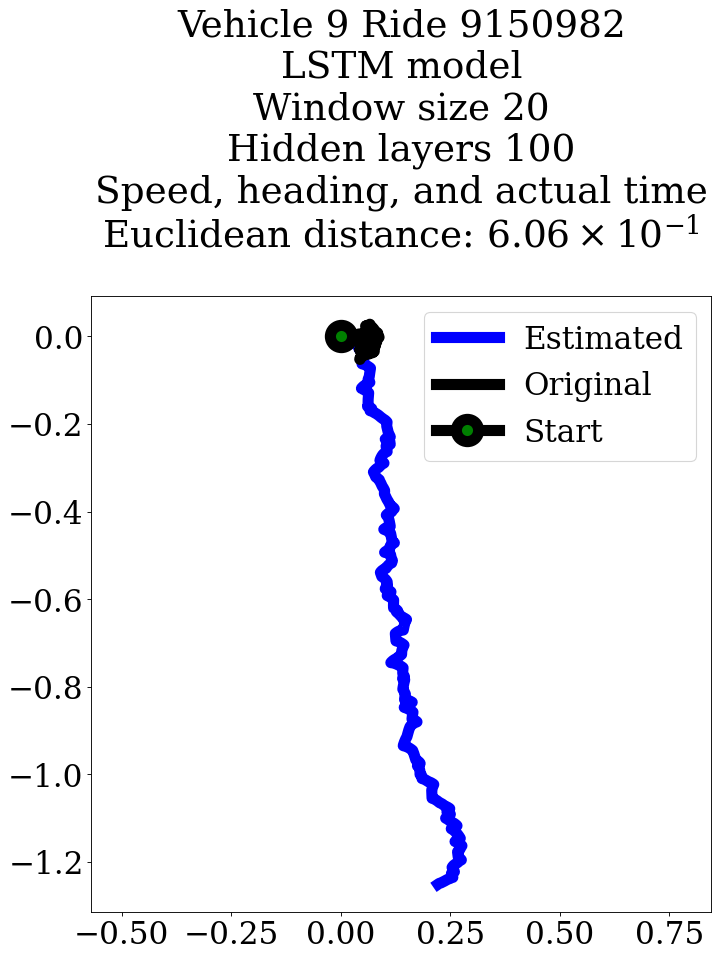 Vehicle 9 Ride 9150982
LSTM model
Window size 20
Hidden layers 100
Speed, heading, and actual time
Euclidean distance: 6.06 × 10⁻¹
Estimated
Original
Start
0.0
−0.2
−0.4
−0.6
−0.8
−1.0
−1.2
−0.50 −0.25 0.00 0.25 0.50 0.75